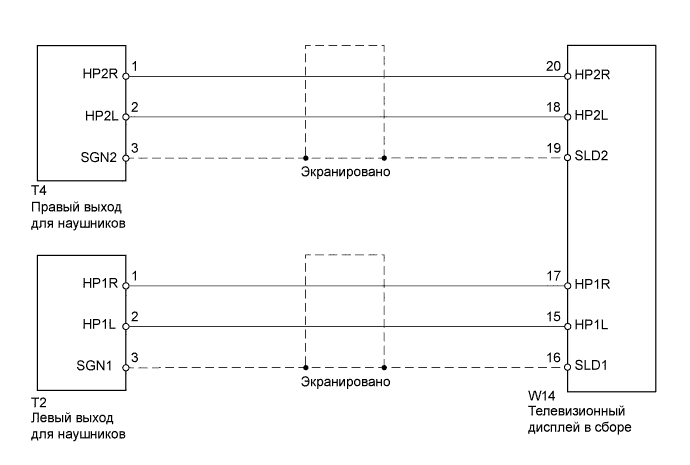 HP2R 1 20 HP2R
HP2L 2 18 HP2L
SGN2 3 19 SLD2
Экранировано
T4
Правый выход
для наушников
HP1R 1 17 HP1R
HP1L 2 15 HP1L
SGN1 3 16 SLD1
Экранировано
T2
Левый выход
для наушников
W14
Телевизионный
дисплей в сборе